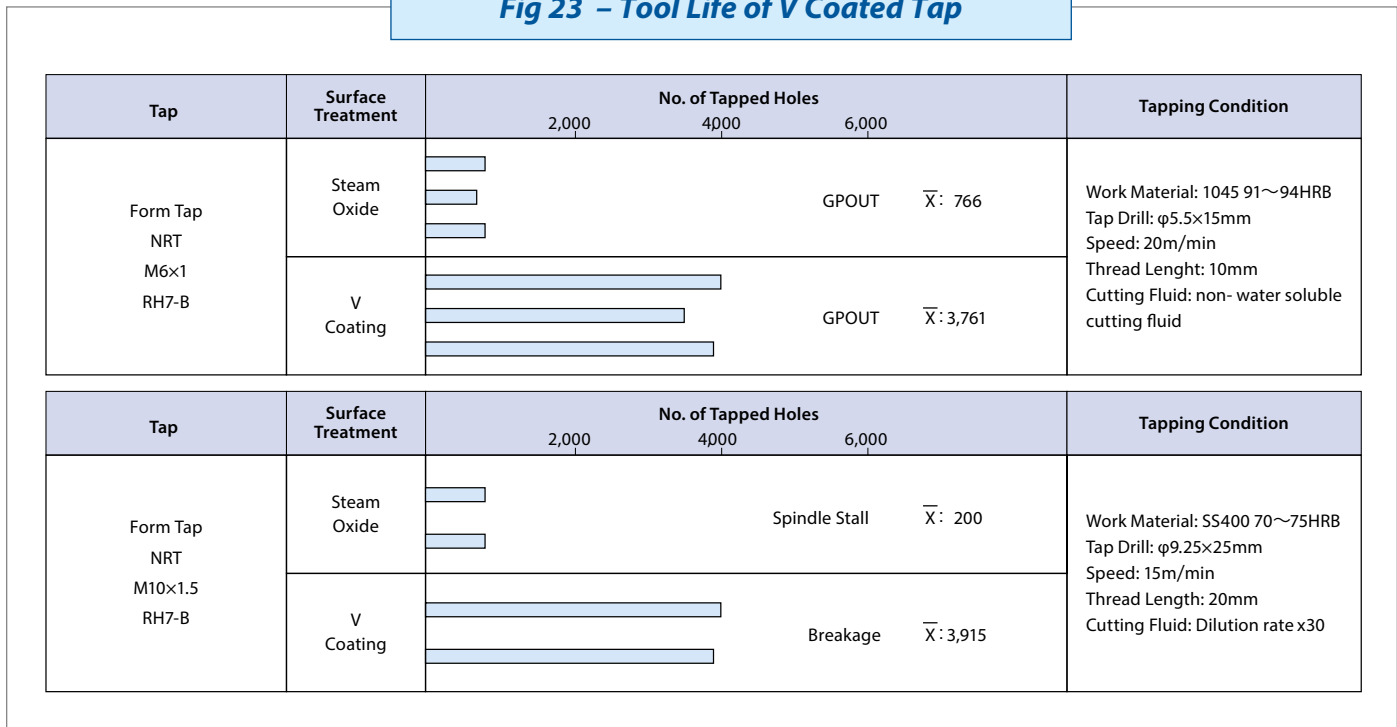 Fig 23 – Tool Life of V Coated Tap
Tap
Surface
Treatment
No. of Tapped Holes
2,000 4,000 6,000
Tapping Condition
Form Tap
NRT
M6×1
RH7-B
Steam
Oxide
GPOUT X̅: 766
V
Coating
GPOUT X̅: 3,761
Work Material: 1045 91～94HRB
Tap Drill: φ5.5×15mm
Speed: 20m/min
Thread Lenght: 10mm
Cutting Fluid: non- water soluble
cutting fluid
Tap
Surface
Treatment
No. of Tapped Holes
2,000 4,000 6,000
Tapping Condition
Form Tap
NRT
M10×1.5
RH7-B
Steam
Oxide
Spindle Stall X̅: 200
V
Coating
Breakage X̅: 3,915
Work Material: SS400 70～75HRB
Tap Drill: φ9.25×25mm
Speed: 15m/min
Thread Length: 20mm
Cutting Fluid: Dilution rate x30